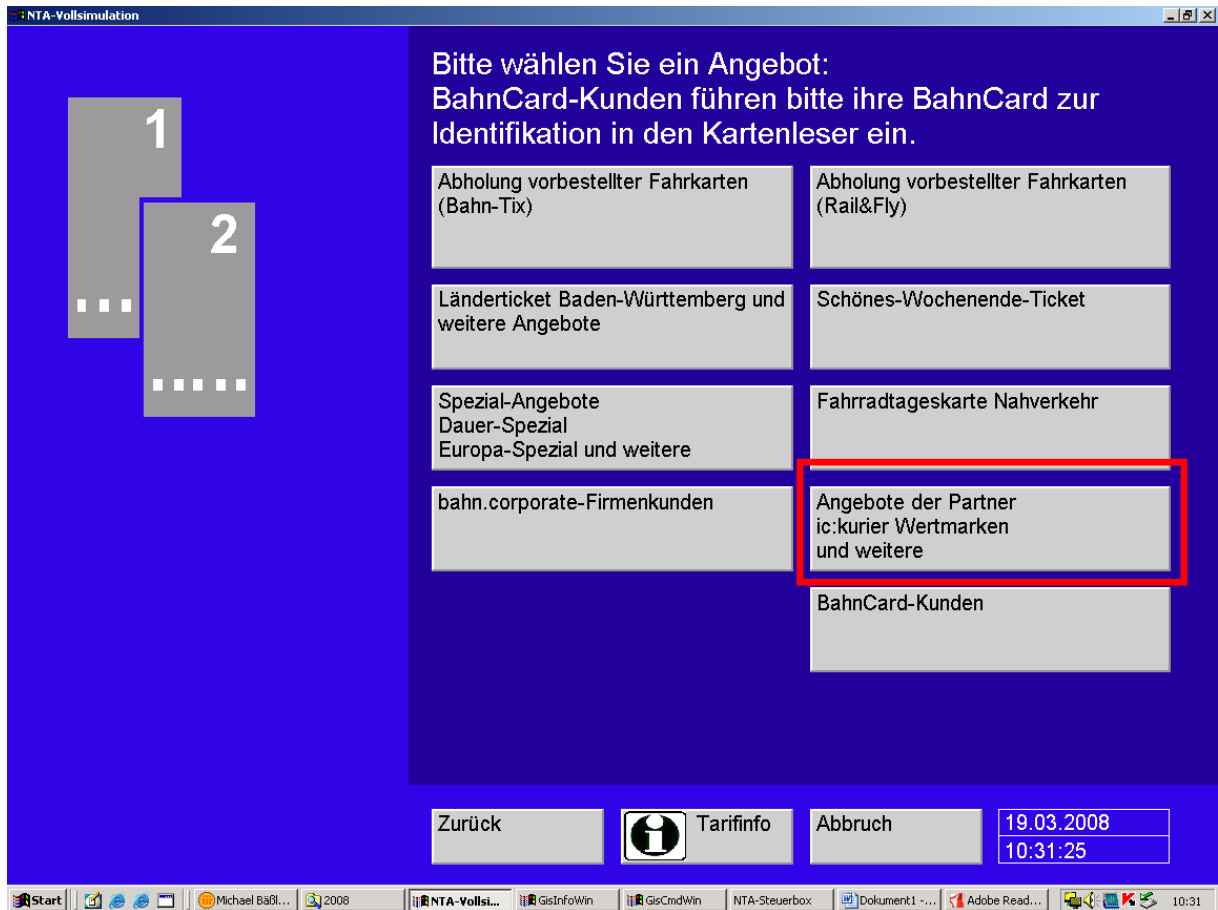 NTA-Vollsimulation
1
2
Bitte wählen Sie ein Angebot:
BahnCard-Kunden führen bitte ihre BahnCard zur
Identifikation in den Kartenleser ein.
Abholung vorbestellter Fahrkarten
(Bahn-Tix)
Abholung vorbestellter Fahrkarten
(Rail&Fly)
Länderticket Baden-Württemberg und
weitere Angebote
Schönes-Wochenende-Ticket
Spezial-Angebote
Dauer-Spezial
Europa-Spezial und weitere
Fahrradtageskarte Nahverkehr
bahn.corporate-Firmenkunden
Angebote der Partner
ic:kurier Wertmarken
und weitere
BahnCard-Kunden
Zurück
i Tarifinfo
Abbruch
19.03.2008
10:31:25
Start
Michael Bäßl...
2008
NTA-Vollsi...
GisInfoWin
GisCmdWin
NTA-Steuerbox
Dokument1 -...
Adobe Read...
10:31